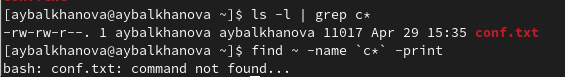 [aybalkhanova@aybalkhanova ~]$ ls -l | grep c*
-rw-rw-r--. 1 aybalkhanova aybalkhanova 11017 Apr 29 15:35 conf.txt
[aybalkhanova@aybalkhanova ~]$ find ~ -name `c*` -print
bash: conf.txt: command not found...